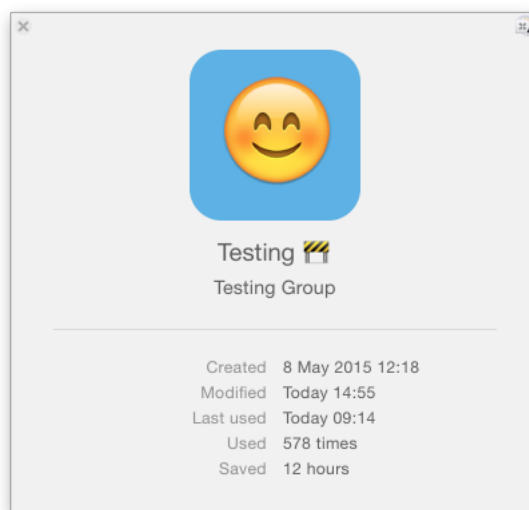 Testing 🚧
Testing Group
Created 8 May 2015 12:18
Modified Today 14:55
Last used Today 09:14
Used 578 times
Saved 12 hours